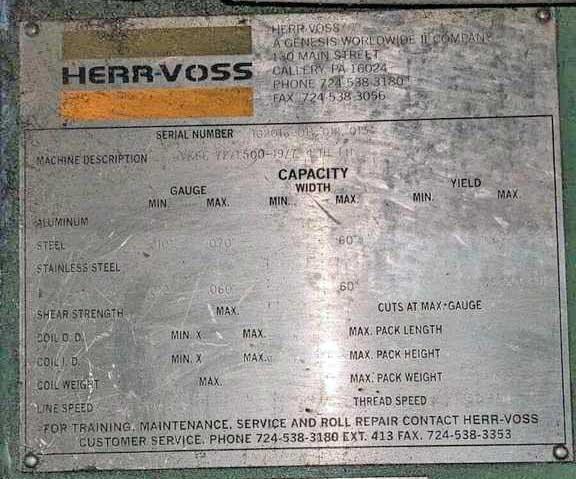 HERR-VOSS
HERR-VOSS
A GENESIS WORLDWIDE II COMPANY
130 MAIN STREET
CALLERY, PA 16024
PHONE 724-538-3180
FAX 724-538-3056
SERIAL NUMBER
MACHINE DESCRIPTION
CAPACITY
GAUGE WIDTH YIELD
MIN. MAX. MIN. MAX. MIN. MAX.
ALUMINUM
STEEL .070 60"
STAINLESS STEEL
.060 60"
SHEAR STRENGTH MAX. CUTS AT MAX. GAUGE
COIL O. D. MIN. X MAX. MAX. PACK LENGTH
COIL I. D. MIN. X MAX. MAX. PACK HEIGHT
COIL WEIGHT MAX. MAX. PACK WEIGHT
LINE SPEED THREAD SPEED
FOR TRAINING, MAINTENANCE, SERVICE AND ROLL REPAIR CONTACT HERR-VOSS
CUSTOMER SERVICE. PHONE 724-538-3180 EXT. 413 FAX. 724-538-3353